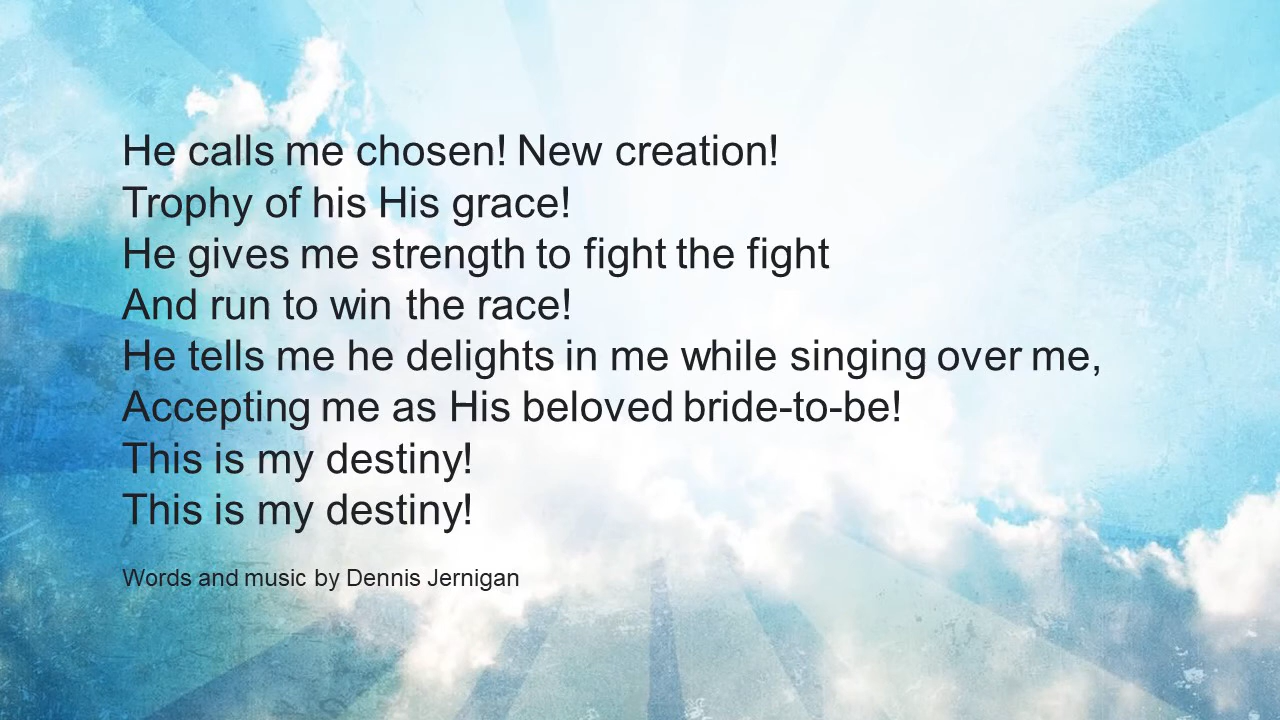 He calls me chosen! New creation!
Trophy of his His grace!
He gives me strength to fight the fight
And run to win the race!
He tells me he delights in me while singing over me,
Accepting me as His beloved bride-to-be!
This is my destiny!
This is my destiny!
Words and music by Dennis Jernigan